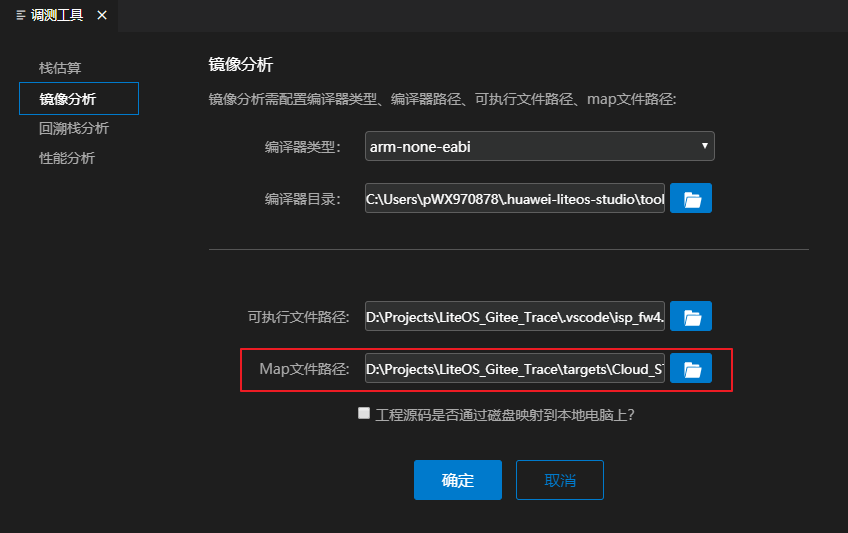 调测工具
栈估算
镜像分析
回溯栈分析
性能分析
镜像分析
镜像分析需配置编译器类型、编译器路径、可执行文件路径、map文件路径:
编译器类型: arm-none-eabi
编译器目录: C:\Users\pWX970878\.huawei-liteos-studio\tool
可执行文件路径: D:\Projects\LiteOS_Gitee_Trace\.vscode\isp_fw4.
Map文件路径: D:\Projects\LiteOS_Gitee_Trace\targets\Cloud_ST
工程源码是否通过磁盘映射到本地电脑上?
确定 取消